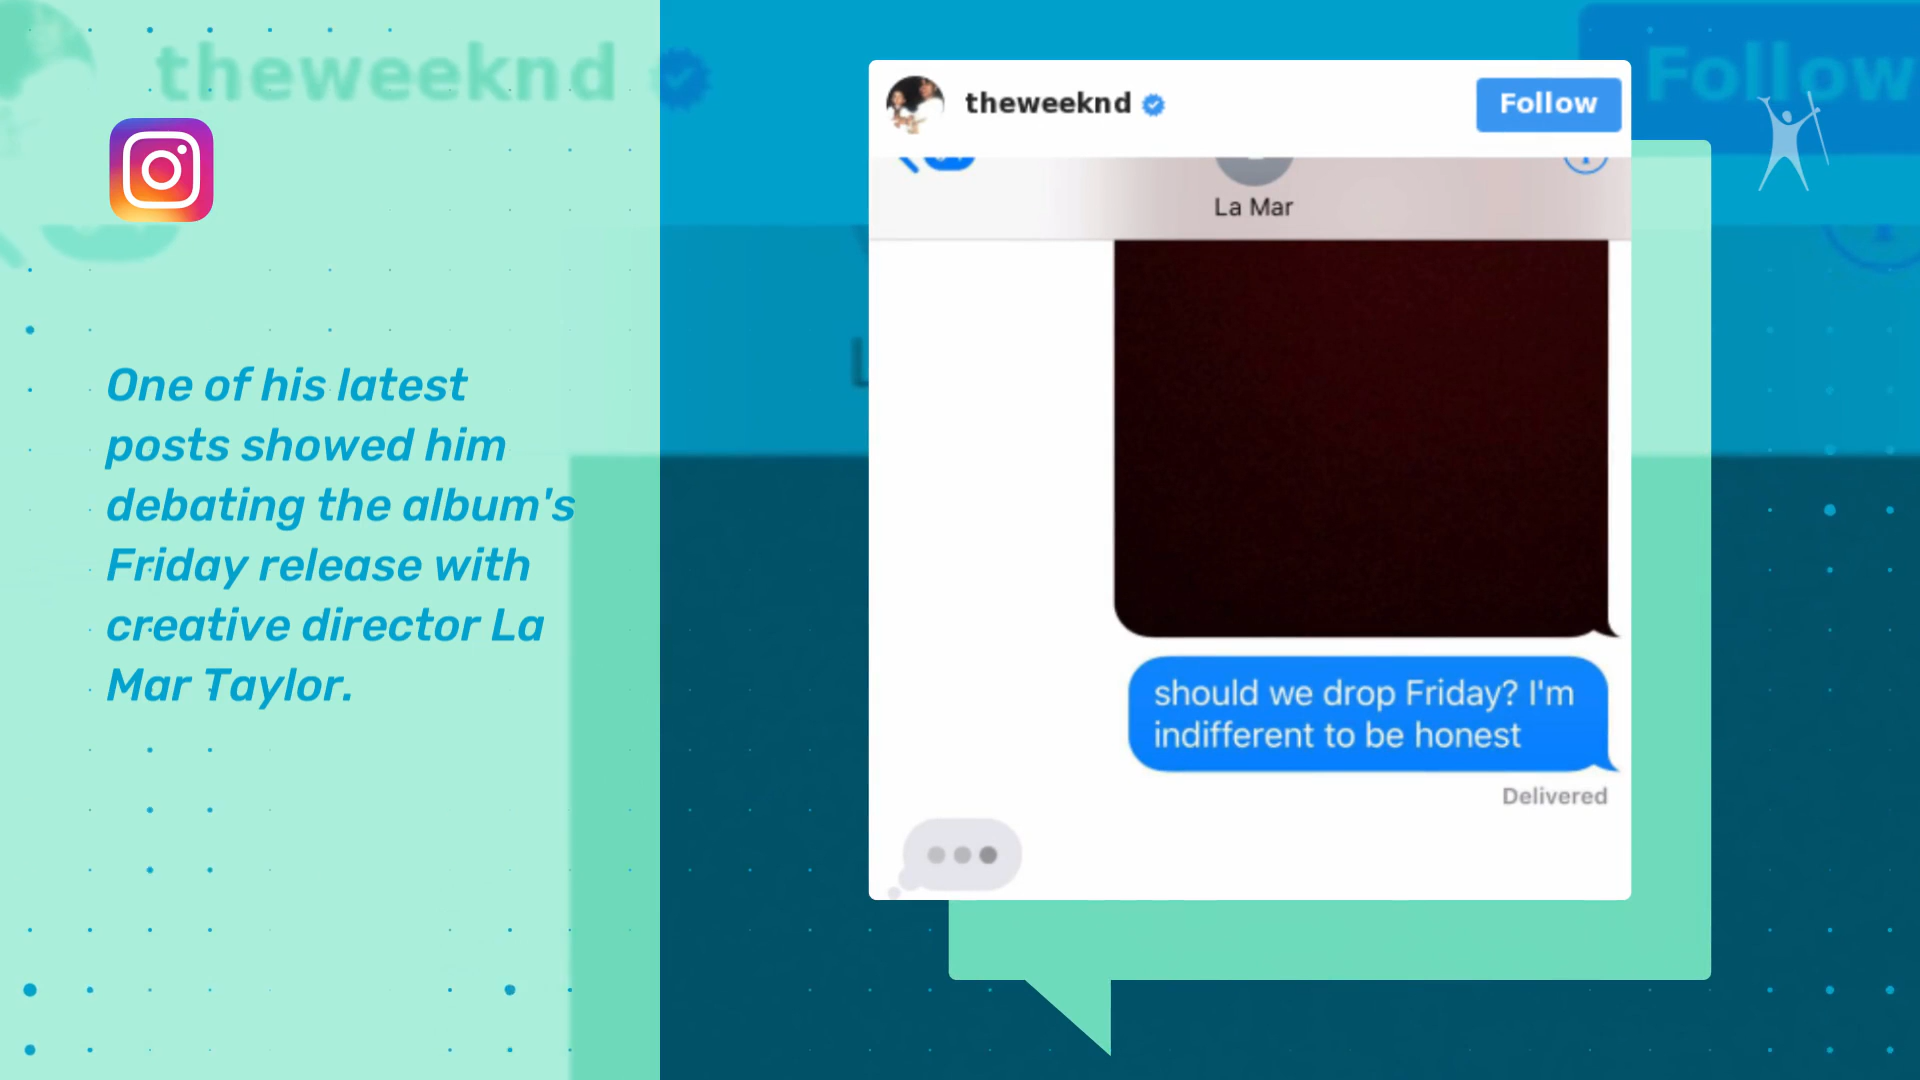 theweeknd
Follow
theweeknd
Follow
La Mar
One of his latest
posts showed him
debating the album's
Friday release with
creative director La
Mar Taylor.
should we drop Friday? I'm
indifferent to be honest
Delivered